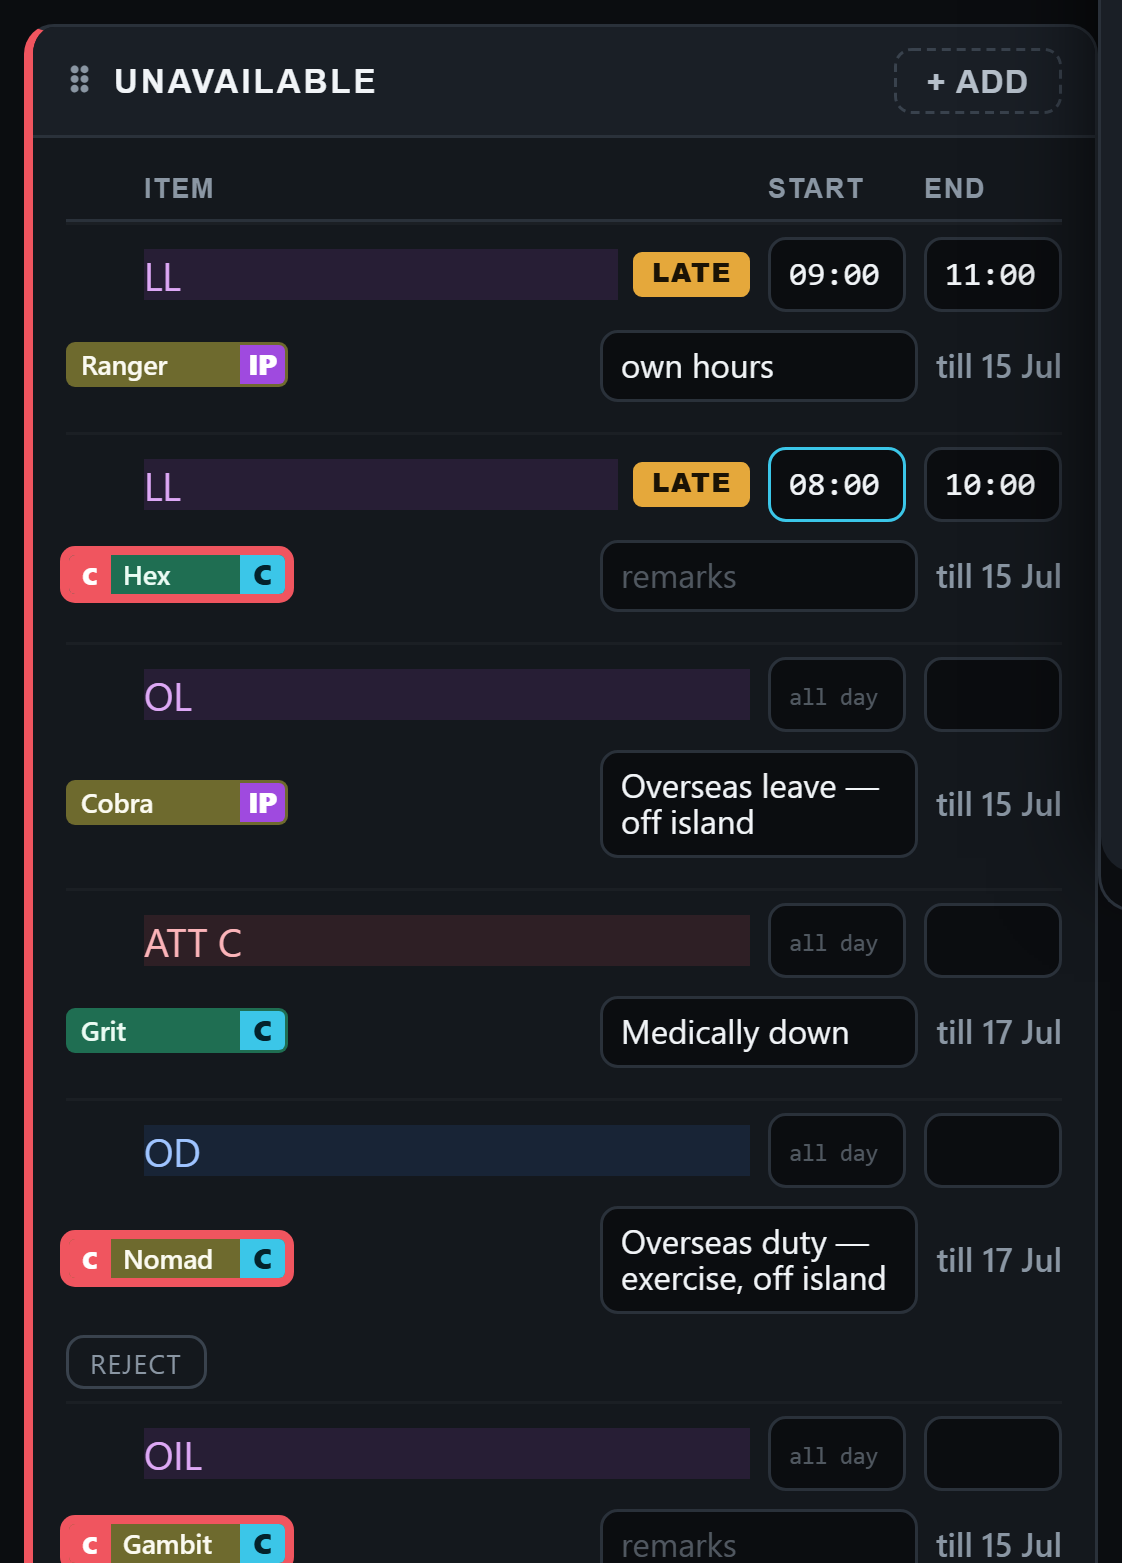 UNAVAILABLE
+ ADD
ITEM START END
LL LATE 09:00 11:00
Ranger IP own hours till 15 Jul
LL LATE 08:00 10:00
C Hex C remarks till 15 Jul
OL all day
Cobra IP Overseas leave — till 15 Jul
off island
ATT C all day
Grit C Medically down till 17 Jul
OD all day
C Nomad C Overseas duty — till 17 Jul
exercise, off island
REJECT
OIL all day
C Gambit C remarks till 15 Jul